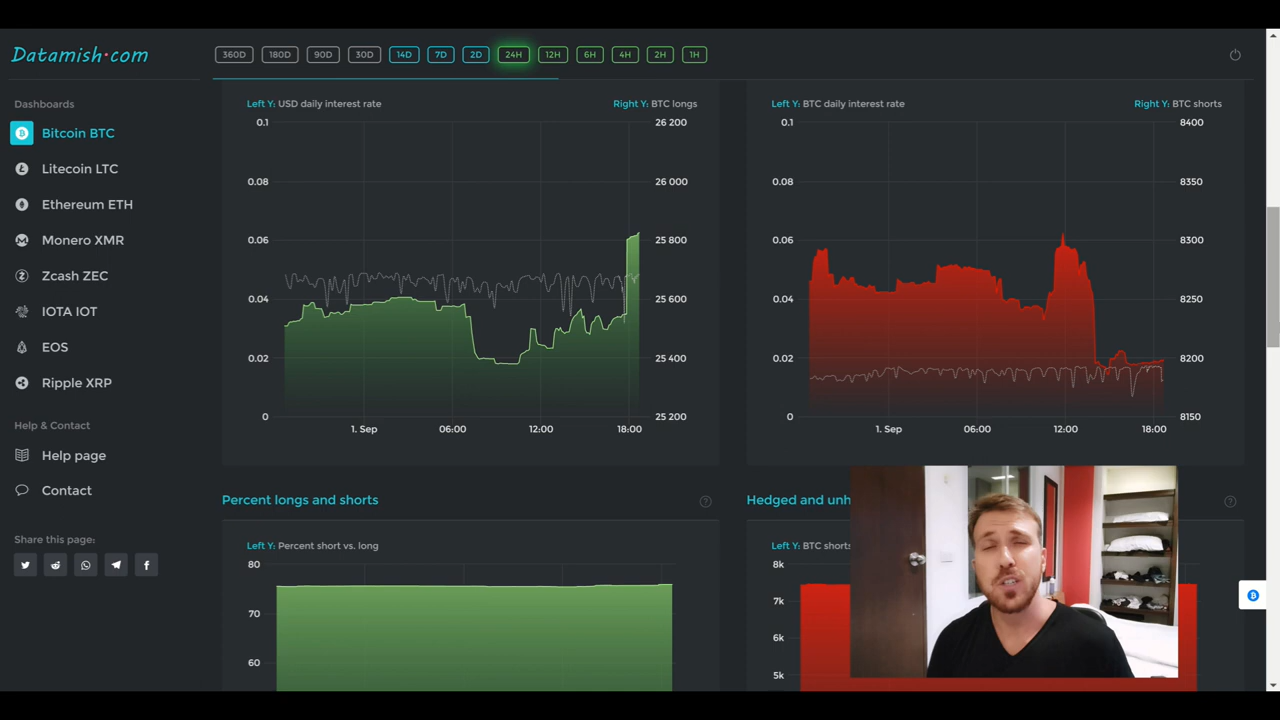 Datamish•com
360D 180D 90D 30D 14D 7D 2D 24H 12H 6H 4H 2H 1H
Dashboards
Bitcoin BTC
Litecoin LTC
Ethereum ETH
Monero XMR
Zcash ZEC
IOTA IOT
EOS
Ripple XRP
Help & Contact
Help page
Contact
Share this page:
Left Y: USD daily interest rate
Right Y: BTC longs
0.1
0.08
0.06
0.04
0.02
0
26 200
26 000
25 800
25 600
25 400
25 200
1. Sep 06:00 12:00 18:00
Left Y: BTC daily interest rate
Right Y: BTC shorts
0.1
0.08
0.06
0.04
0.02
0
8400
8350
8300
8250
8200
8150
1. Sep 06:00 12:00 18:00
Percent longs and shorts
Left Y: Percent short vs. long
80
70
60
Hedged and unh
Left Y: BTC shorts
8k
7k
6k
5k